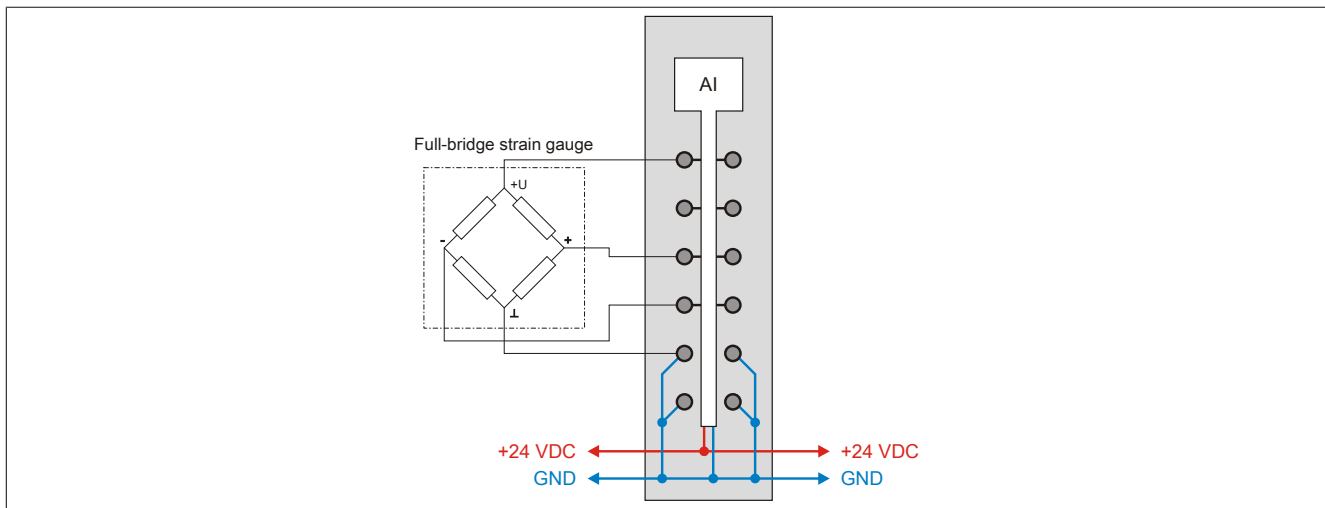 AI
Full-bridge strain gauge
+U
- +
⊥
+24 VDC +24 VDC
GND GND